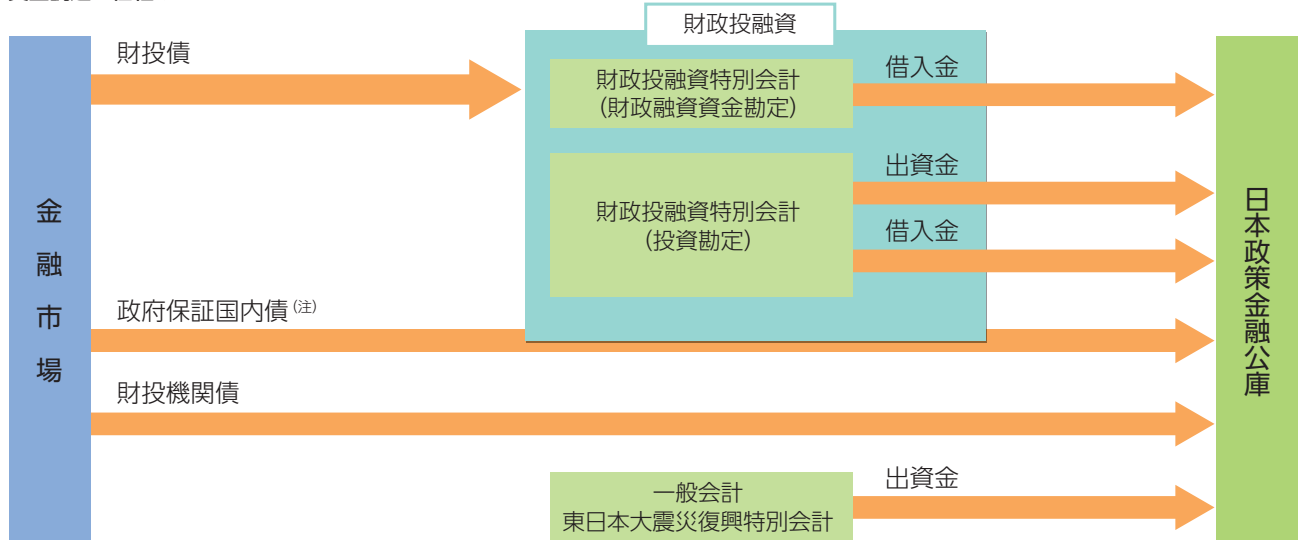 財政投融資
財投債
財政投融資特別会計
(財政融資資金勘定)
借入金
財政投融資特別会計
(投資勘定)
出資金
借入金
金融市場
日本政策金融公庫
政府保証国内債(注)
財投機関債
一般会計
東日本大震災復興特別会計
出資金